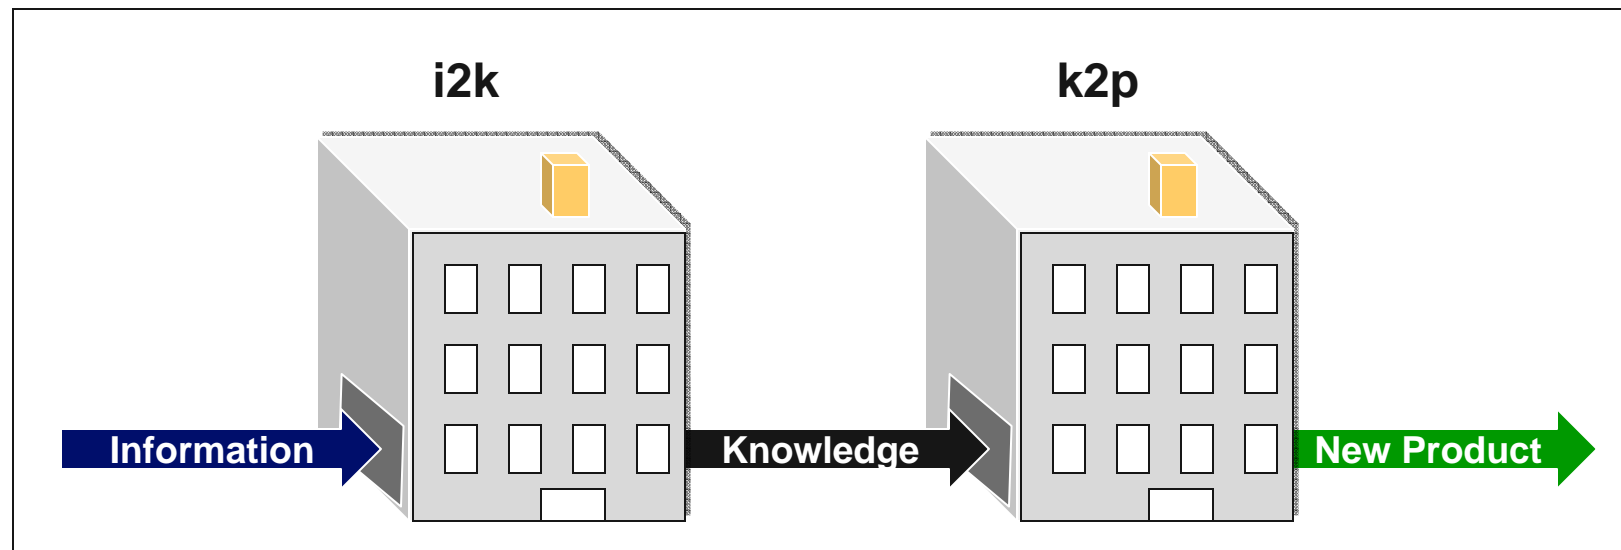 i2k
k2p
Information
Knowledge
New Product